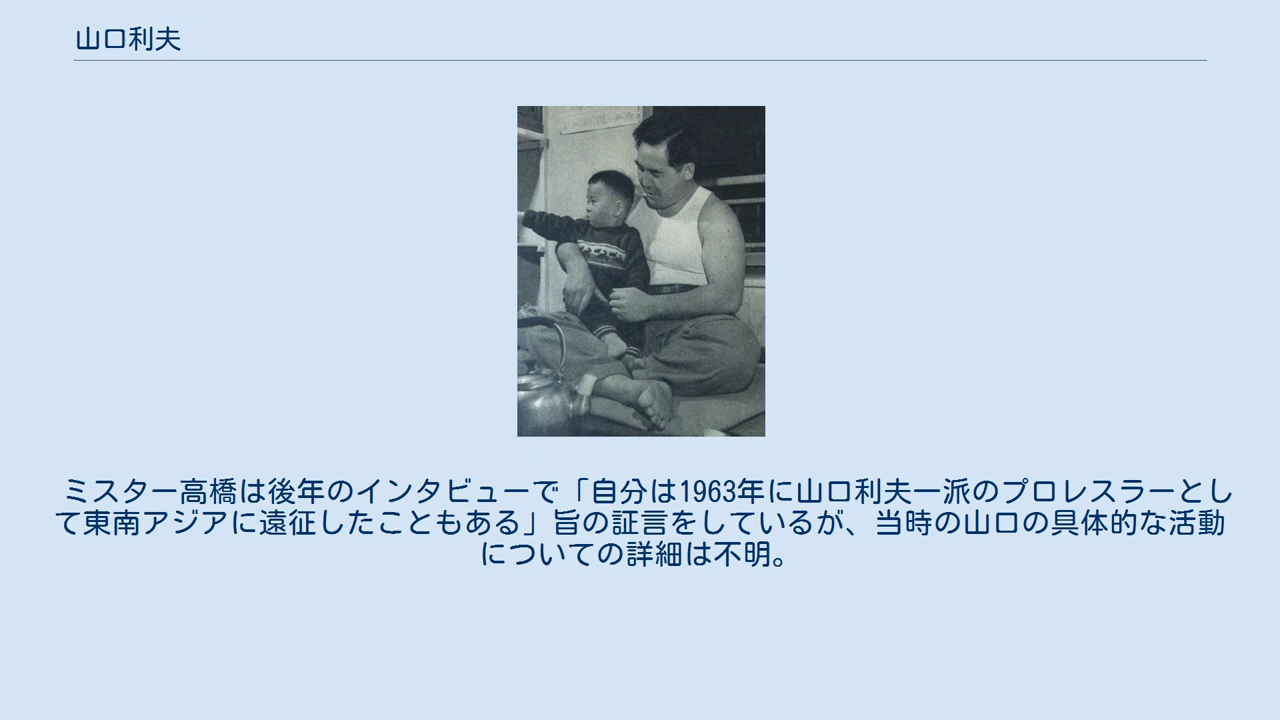 山口利夫
ミスター高橋は後年のインタビューで「自分は1963年に山口利夫一派のプロレスラーとし
て東南アジアに遠征したこともある」旨の証言をしているが、当時の山口の具体的な活動
についての詳細は不明。